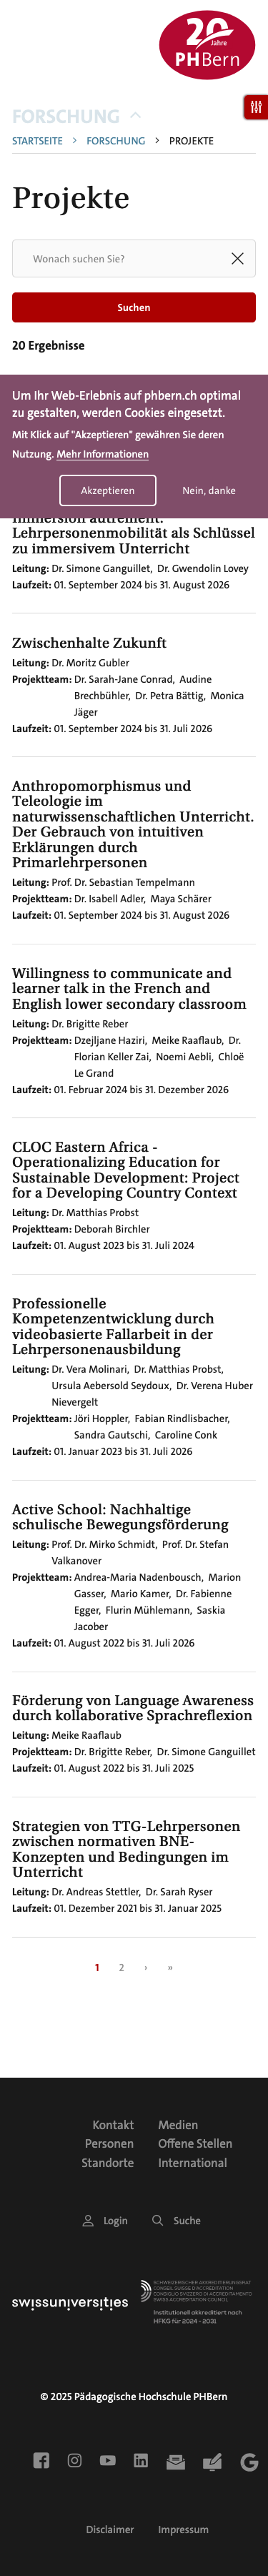 20 Jahre
PHBern
FORSCHUNG
STARTSEITE > FORSCHUNG > PROJEKTE
Projekte
Wonach suchen Sie?
Suchen
20 Ergebnisse
Um Ihr Web-Erlebnis auf phbern.ch optimal
zu gestalten, werden Cookies eingesetzt.
Mit Klick auf "Akzeptieren" gewähren Sie deren
Nutzung. Mehr Informationen
Akzeptieren Nein, danke
Immersion autrement:
Lehrpersonenmobilität als Schlüssel
zu immersivem Unterricht
Leitung: Dr. Simone Ganguillet, Dr. Gwendolin Lovey
Laufzeit: 01. September 2024 bis 31. August 2026
Zwischenhalte Zukunft
Leitung: Dr. Moritz Gubler
Projektteam: Dr. Sarah-Jane Conrad, Audine
Brechbühler, Dr. Petra Bättig, Monica
Jäger
Laufzeit: 01. September 2024 bis 31. Juli 2026
Anthropomorphismus und
Teleologie im
naturwissenschaftlichen Unterricht.
Der Gebrauch von intuitiven
Erklärungen durch
Primarlehrpersonen
Leitung: Prof. Dr. Sebastian Tempelmann
Projektteam: Dr. Isabell Adler, Maya Schärer
Laufzeit: 01. September 2024 bis 31. August 2026
Willingness to communicate and
learner talk in the French and
English lower secondary classroom
Leitung: Dr. Brigitte Reber
Projektteam: Dzejljane Haziri, Meike Raaflaub, Dr.
Florian Keller Zai, Noemi Aebli, Chloë
Le Grand
Laufzeit: 01. Februar 2024 bis 31. Dezember 2026
CLOC Eastern Africa -
Operationalizing Education for
Sustainable Development: Project
for a Developing Country Context
Leitung: Dr. Matthias Probst
Projektteam: Deborah Birchler
Laufzeit: 01. August 2023 bis 31. Juli 2024
Professionelle
Kompetenzentwicklung durch
videobasierte Fallarbeit in der
Lehrpersonenausbildung
Leitung: Dr. Vera Molinari, Dr. Matthias Probst,
Ursula Aebersold Seydoux, Dr. Verena Huber
Nievergelt
Projektteam: Jöri Hoppler, Fabian Rindlisbacher,
Sandra Gautschi, Caroline Conk
Laufzeit: 01. Januar 2023 bis 31. Juli 2026
Active School: Nachhaltige
schulische Bewegungsförderung
Leitung: Prof. Dr. Mirko Schmidt, Prof. Dr. Stefan
Valkanover
Projektteam: Andrea-Maria Nadenbousch, Marion
Gasser, Mario Kamer, Dr. Fabienne
Egger, Flurin Mühlemann, Saskia
Jacober
Laufzeit: 01. August 2022 bis 31. Juli 2026
Förderung von Language Awareness
durch kollaborative Sprachreflexion
Leitung: Meike Raaflaub
Projektteam: Dr. Brigitte Reber, Dr. Simone Ganguillet
Laufzeit: 01. August 2022 bis 31. Juli 2025
Strategien von TTG-Lehrpersonen
zwischen normativen BNE-
Konzepten und Bedingungen im
Unterricht
Leitung: Dr. Andreas Stettler, Dr. Sarah Ryser
Laufzeit: 01. Dezember 2021 bis 31. Januar 2025
1 2 › »
Kontakt Medien
Personen Offene Stellen
Standorte International
Login Suche
swissuniversities
SCHWEIZERISCHER AKKREDITIERUNGSRAT
CONSEIL SUISSE D'ACCRÉDITATION
CONSIGLIO SVIZZERO DI ACCREDITAMENTO
SWISS ACCREDITATION COUNCIL
Institutionell akkreditiert nach
HFKG für 2024 - 2031
© 2025 Pädagogische Hochschule PHBern
Disclaimer Impressum